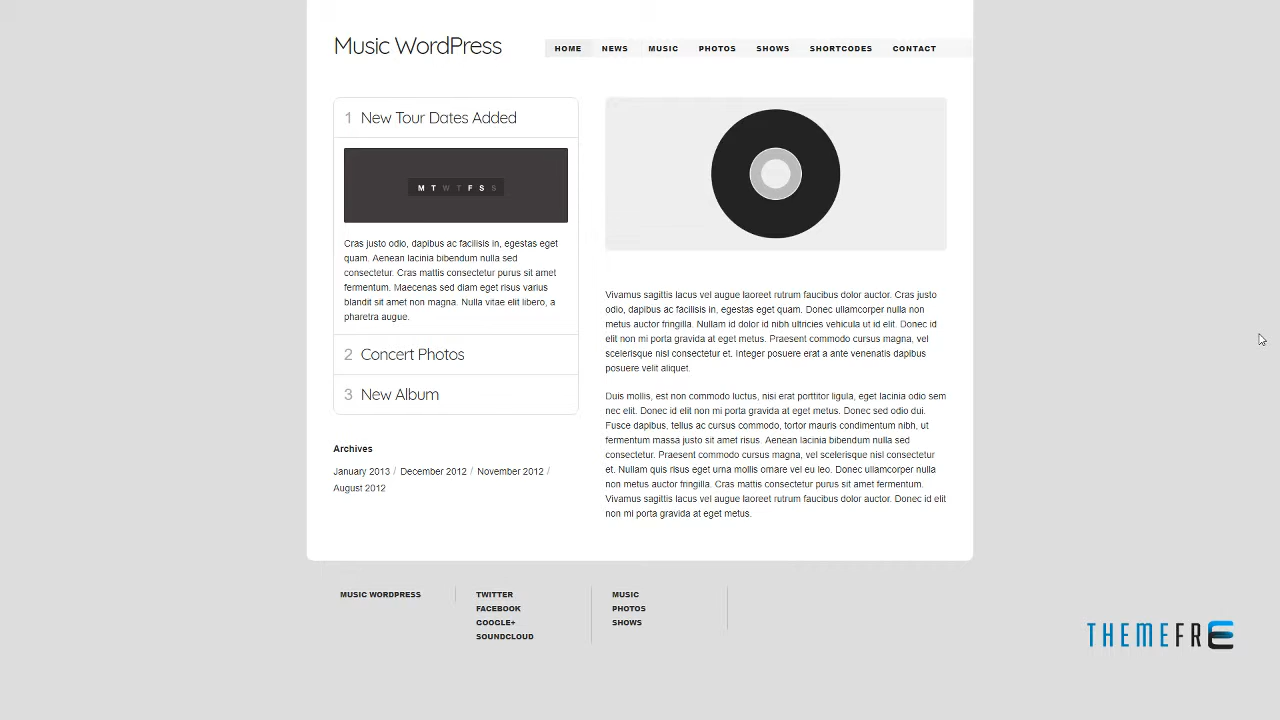 Music WordPress
HOME NEWS MUSIC PHOTOS SHOWS SHORTCODES CONTACT
1 New Tour Dates Added
M T W T F S S
Cras justo odio, dapibus ac facilisis in, egestas eget
quam. Aenean lacinia bibendum nulla sed
consectetur. Cras mattis consectetur purus sit amet
fermentum. Maecenas sed diam eget risus varius
blandit sit amet non magna. Nulla vitae elit libero, a
pharetra augue.
2 Concert Photos
3 New Album
Archives
January 2013 / December 2012 / November 2012 /
August 2012
Vivamus sagittis lacus vel augue laoreet rutrum faucibus dolor auctor. Cras justo
odio, dapibus ac facilisis in, egestas eget quam. Donec ullamcorper nulla non
metus auctor fringilla. Nullam id dolor id nibh ultricies vehicula ut id elit. Donec id
elit non mi porta gravida at eget metus. Praesent commodo cursus magna, vel
scelerisque nisl consectetur et. Integer posuere erat a ante venenatis dapibus
posuere velit aliquet.
Duis mollis, est non commodo luctus, nisi erat porttitor ligula, eget lacinia odio sem
nec elit. Donec id elit non mi porta gravida at eget metus. Donec sed odio dui.
Fusce dapibus, tellus ac cursus commodo, tortor mauris condimentum nibh, ut
fermentum massa justo sit amet risus. Aenean lacinia bibendum nulla sed
consectetur. Praesent commodo cursus magna, vel scelerisque nisl consectetur
et. Nullam quis risus eget urna mollis ornare vel eu leo. Donec ullamcorper nulla
non metus auctor fringilla. Cras mattis consectetur purus sit amet fermentum.
Vivamus sagittis lacus vel augue laoreet rutrum faucibus dolor auctor. Donec id elit
non mi porta gravida at eget metus.
MUSIC WORDPRESS
TWITTER
FACEBOOK
GOOGLE+
SOUNDCLOUD
MUSIC
PHOTOS
SHOWS
THEMEFRE